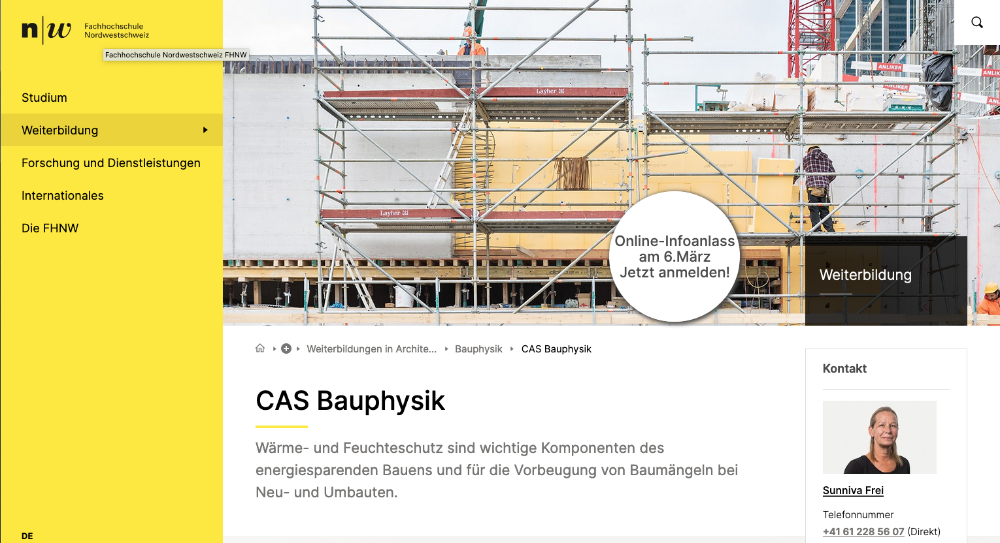 n|w Fachhochschule
Nordwestschweiz
Fachhochschule Nordwestschweiz FHNW
Studium
Weiterbildung
Forschung und Dienstleistungen
Internationales
Die FHNW
DE
Layher
Layher
ANLIKER
ANLIKER
ANLIK
ANL
Online-Infoanlass
am 6.März
Jetzt anmelden!
Weiterbildung
Weiterbildungen in Archite...
Bauphysik
CAS Bauphysik
CAS Bauphysik
Wärme- und Feuchteschutz sind wichtige Komponenten des
energiesparenden Bauens und für die Vorbeugung von Baumängeln bei
Neu- und Umbauten.
Kontakt
Sunniva Frei
Telefonnummer
+41 61 228 56 07 (Direkt)